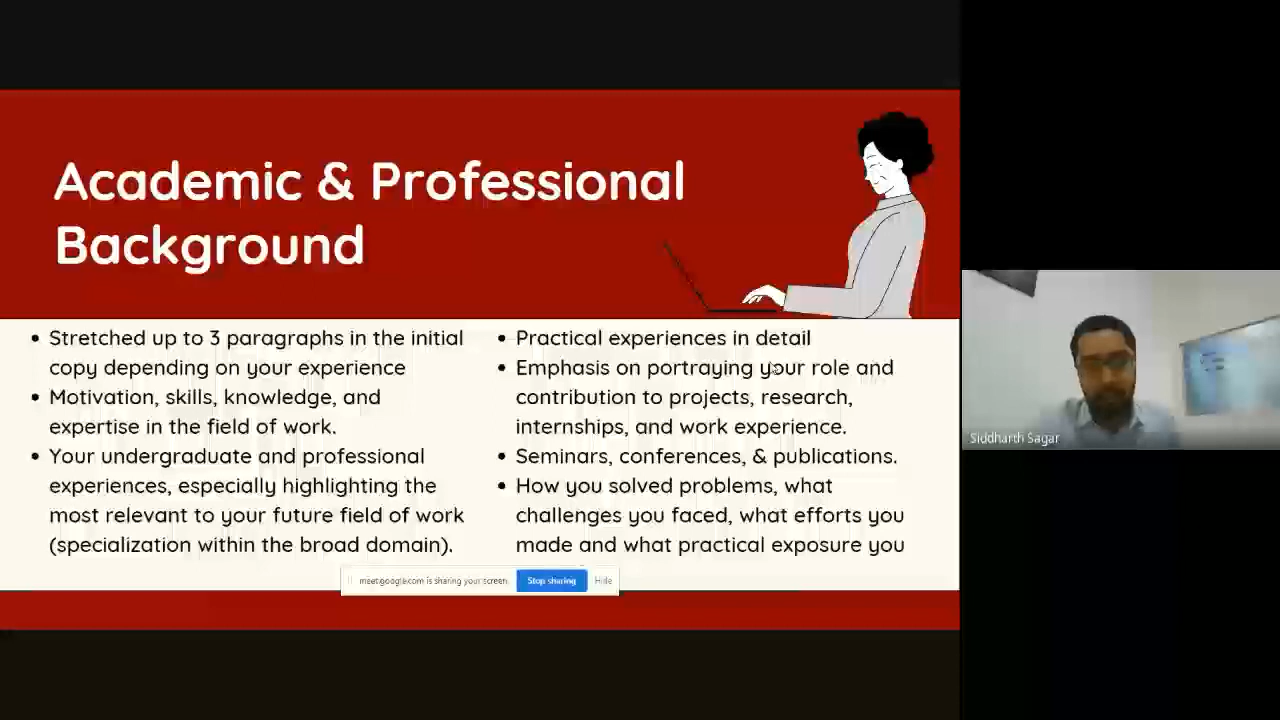 Academic & Professional
Background
• Stretched up to 3 paragraphs in the initial
copy depending on your experience
• Motivation, skills, knowledge, and
expertise in the field of work.
• Your undergraduate and professional
experiences, especially highlighting the
most relevant to your future field of work
(specialization within the broad domain).
• Practical experiences in detail
• Emphasis on portraying your role and
contribution to projects, research,
internships, and work experience.
• Seminars, conferences, & publications.
• How you solved problems, what
challenges you faced, what efforts you
made and what practical exposure you
meet.google.com is sharing your screen.
Stop sharing
Hide
Siddharth Sagar